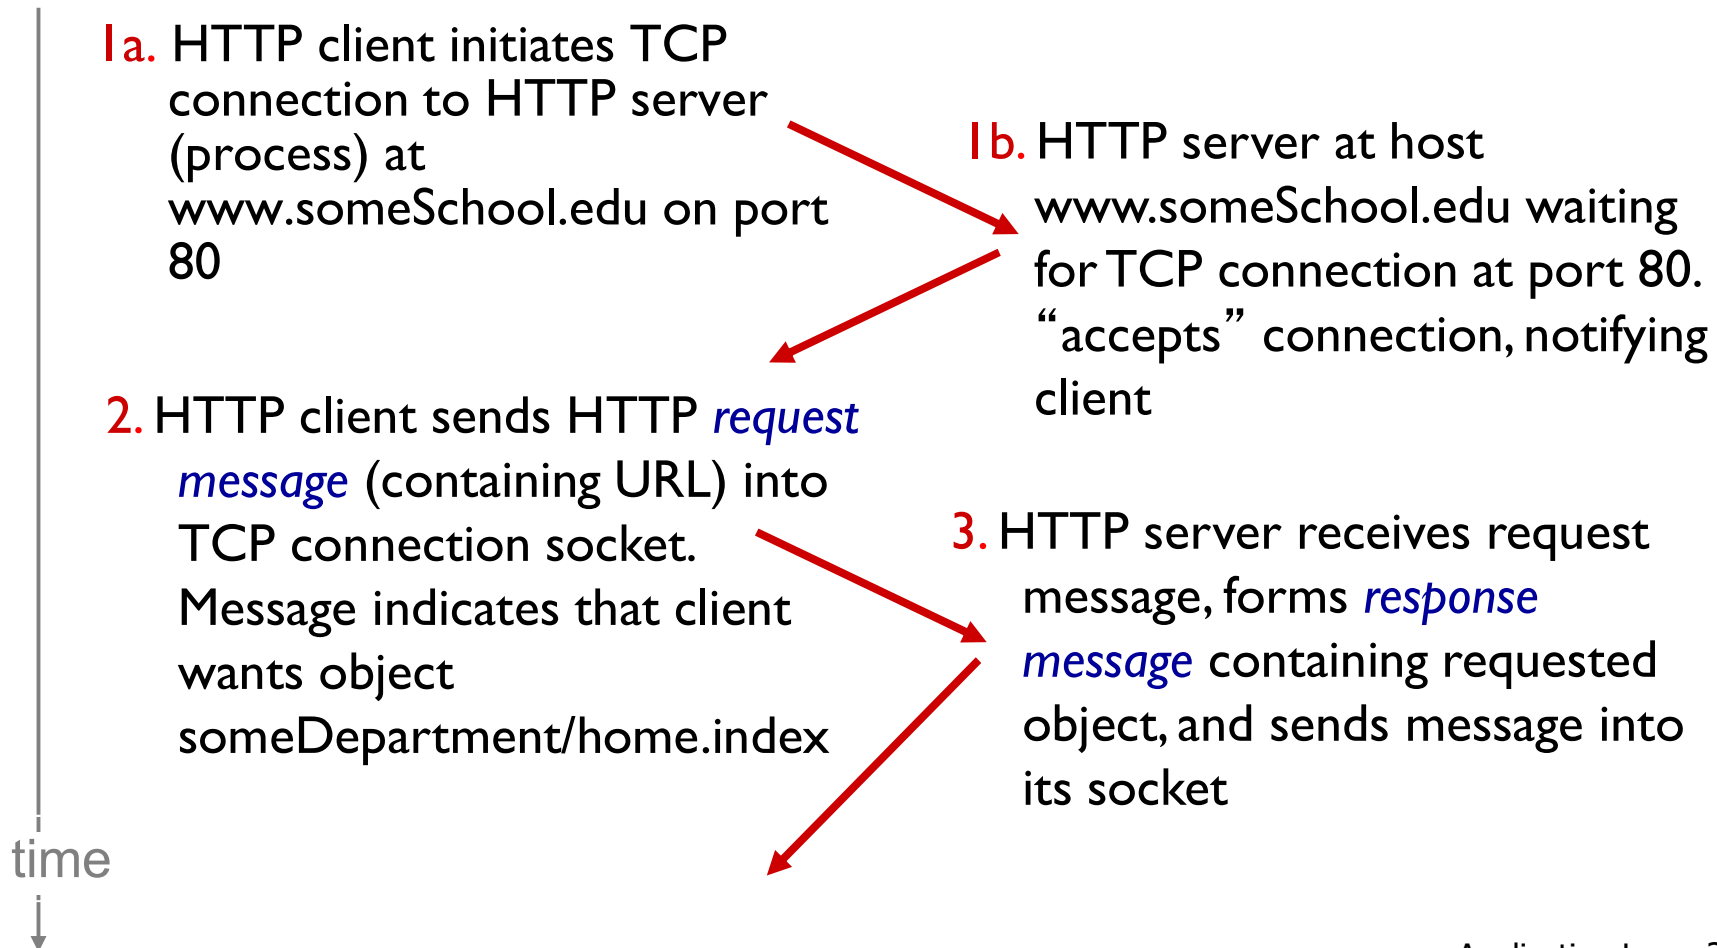 1a. HTTP client initiates TCP
connection to HTTP server
(process) at
www.someSchool.edu on port
80
1b. HTTP server at host
www.someSchool.edu waiting
for TCP connection at port 80.
“accepts” connection, notifying
client
2. HTTP client sends HTTP request
message (containing URL) into
TCP connection socket.
Message indicates that client
wants object
someDepartment/home.index
3. HTTP server receives request
message, forms response
message containing requested
object, and sends message into
its socket
time